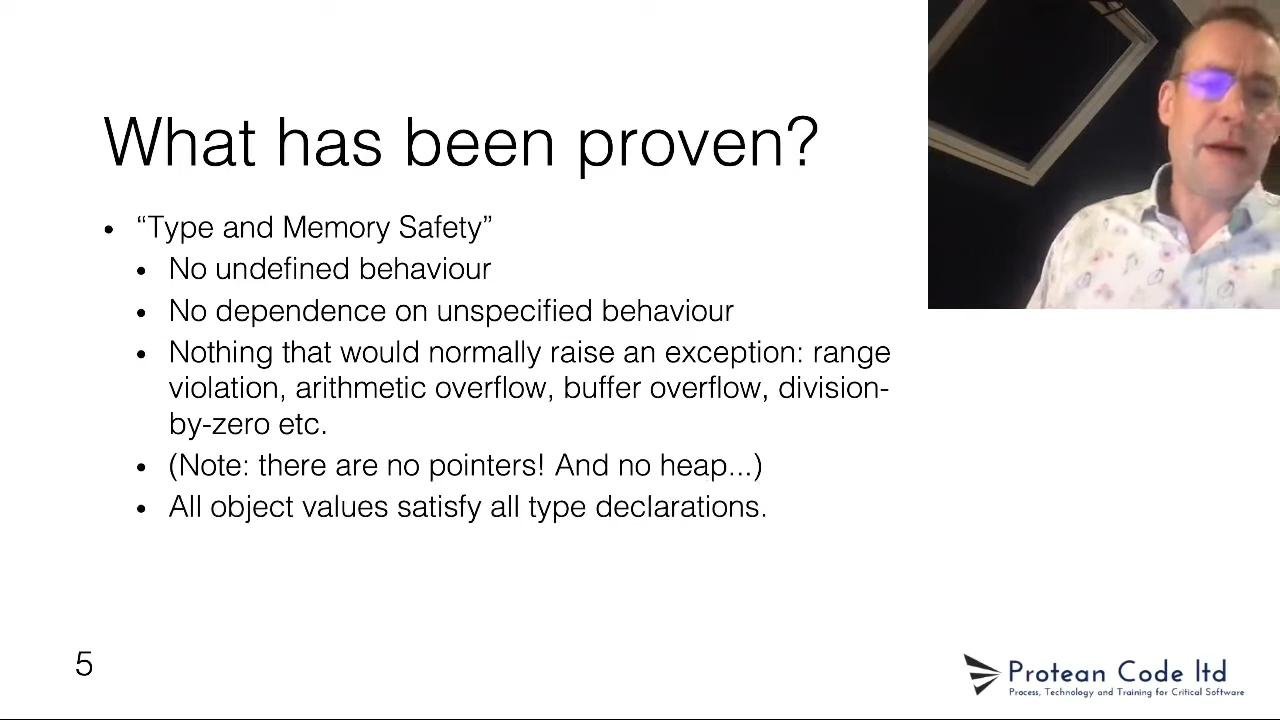 What has been proven?
• “Type and Memory Safety”
• No undefined behaviour
• No dependence on unspecified behaviour
• Nothing that would normally raise an exception: range
violation, arithmetic overflow, buffer overflow, division-
by-zero etc.
• (Note: there are no pointers! And no heap...)
• All object values satisfy all type declarations.
5
Protean Code ltd
Process, Technology and Training for Critical Software